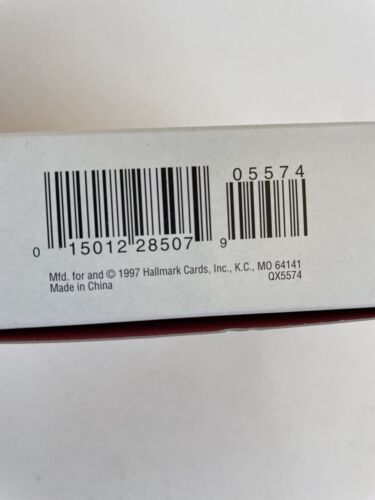 05574
0 15012 28507 9
Mfd. for and © 1997 Hallmark Cards, Inc., K.C., MO 64141
Made in China QX5574